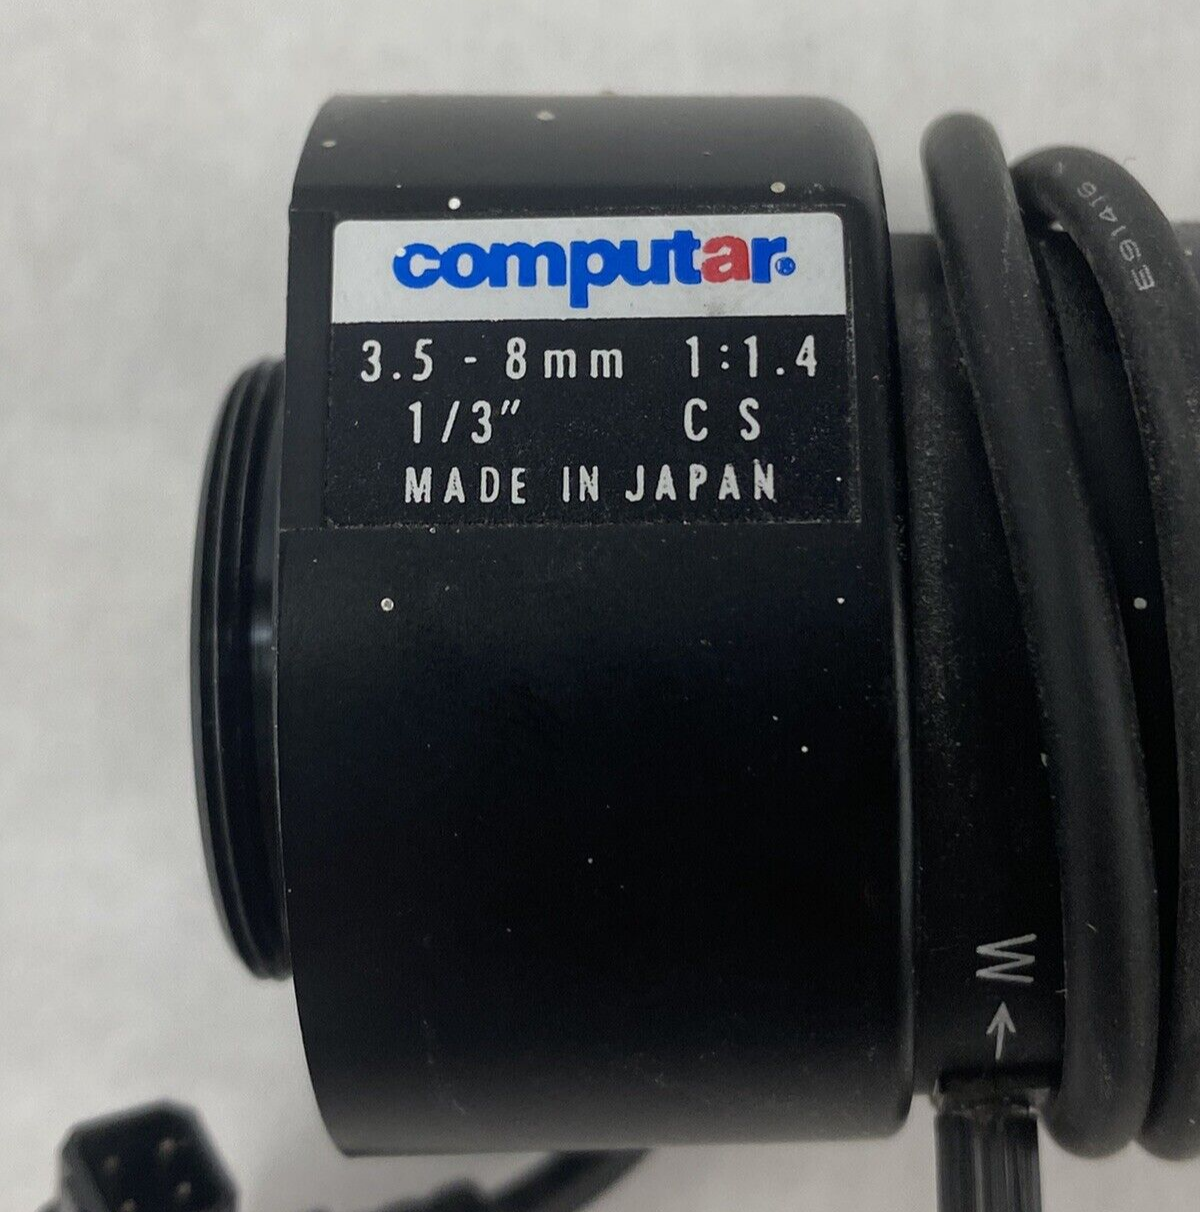 computar®
3.5 - 8mm 1:1.4
1/3" CS
MADE IN JAPAN
E91416
W ←